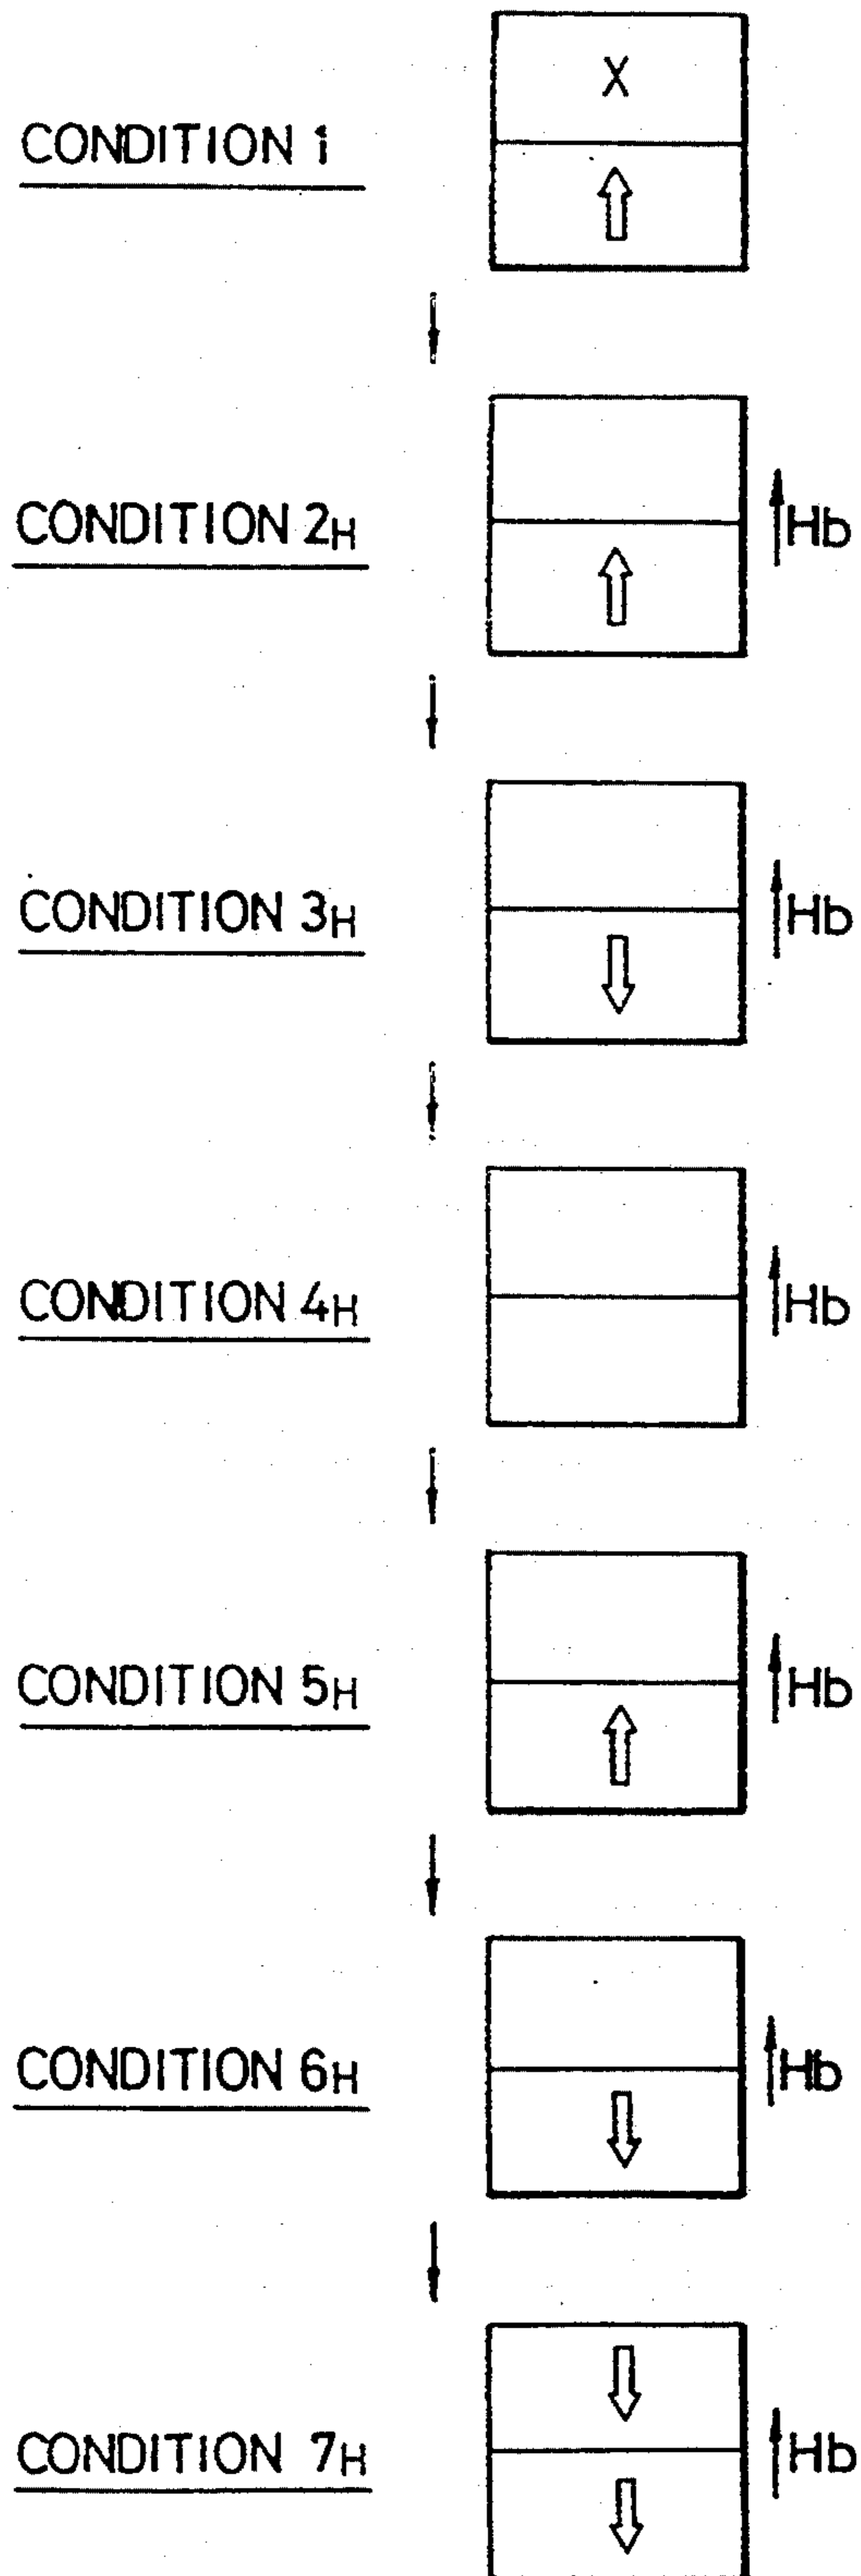 X
CONDITION 1
CONDITION 2H
Hb
CONDITION 3H
Hb
CONDITION 4H
Hb
CONDITION 5H
Hb
CONDITION 6H
Hb
CONDITION 7H
Hb